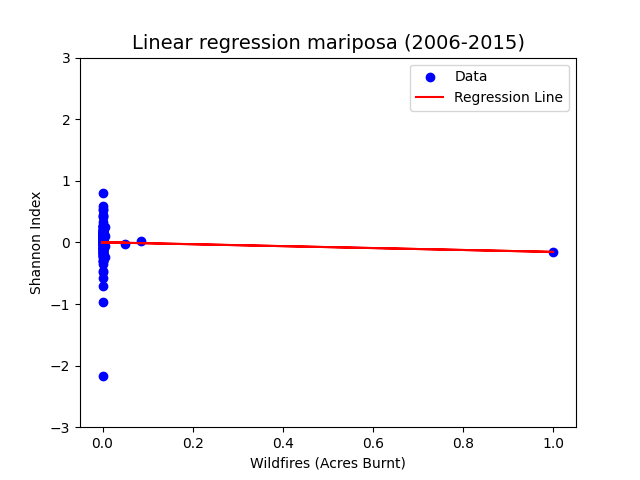 Linear regression mariposa (2006-2015)
Data
Regression Line
3
2
1
0
−1
−2
−3
Shannon Index
0.0 0.2 0.4 0.6 0.8 1.0
Wildfires (Acres Burnt)